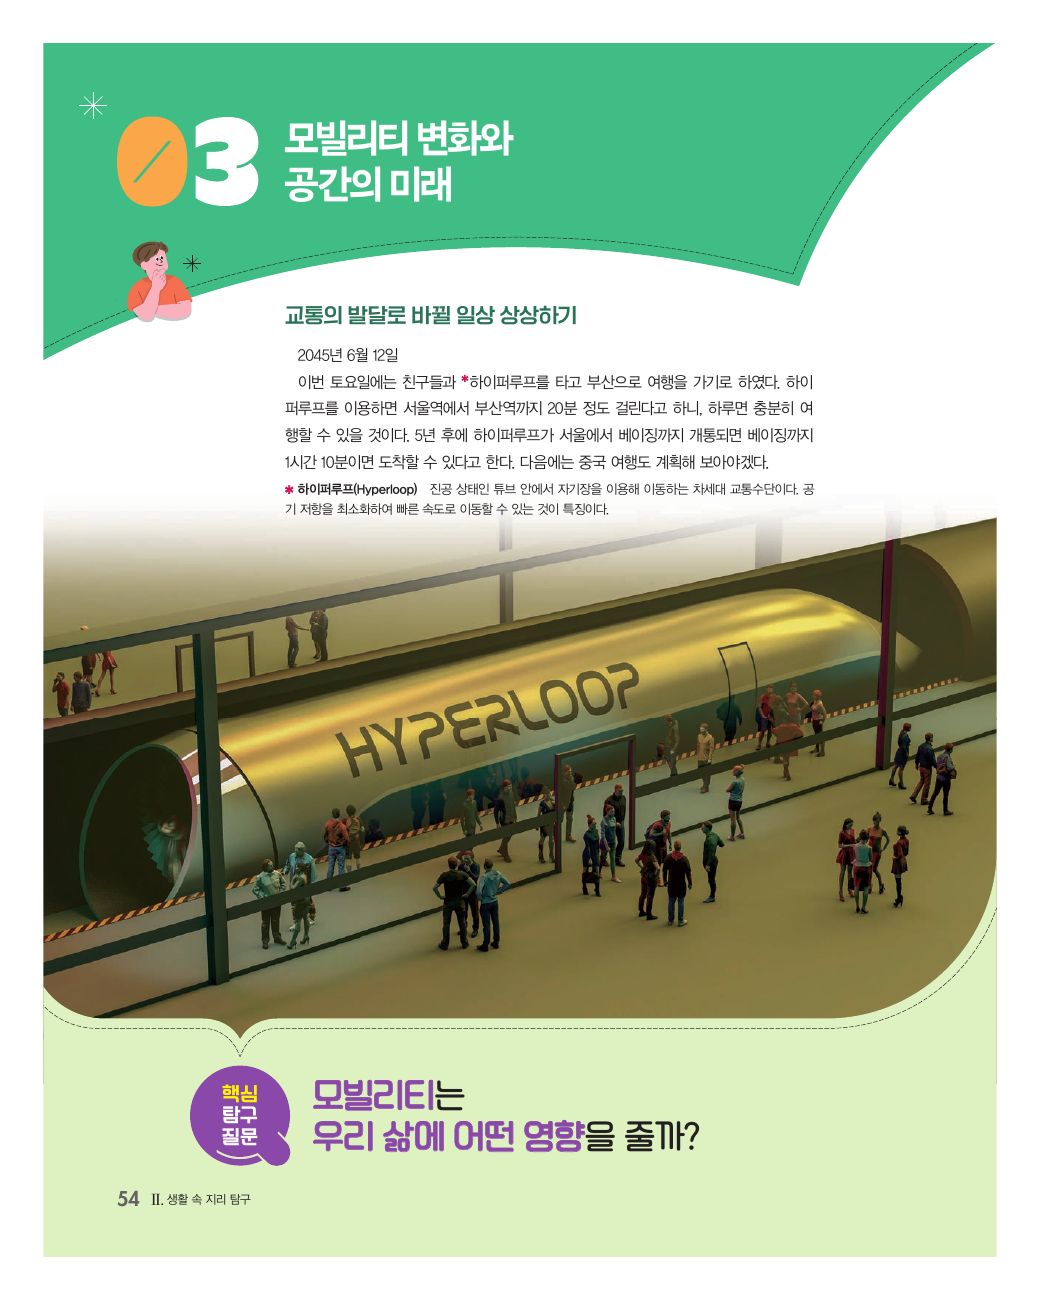 03
모빌리티 변화와
공간의 미래
교통의 발달로 바뀔 일상 상상하기
2045년 6월 12일
이번 토요일에는 친구들과 *하이퍼루프를 타고 부산으로 여행을 가기로 하였다. 하이
퍼루프를 이용하면 서울역에서 부산역까지 20분 정도 걸린다고 하니, 하루면 충분히 여
행할 수 있을 것이다. 5년 후에 하이퍼루프가 서울에서 베이징까지 개통되면 베이징까지
1시간 10분이면 도착할 수 있다고 한다. 다음에는 중국 여행도 계획해 보아야겠다.
* 하이퍼루프(Hyperloop) 진공 상태인 튜브 안에서 자기장을 이용해 이동하는 차세대 교통수단이다. 공
기 저항을 최소화하여 빠른 속도로 이동할 수 있는 것이 특징이다.
HYPERLOOP
핵심
탐구
질문
모빌리티는
우리 삶에 어떤 영향을 줄까?
54 Ⅱ. 생활 속 지리 탐구